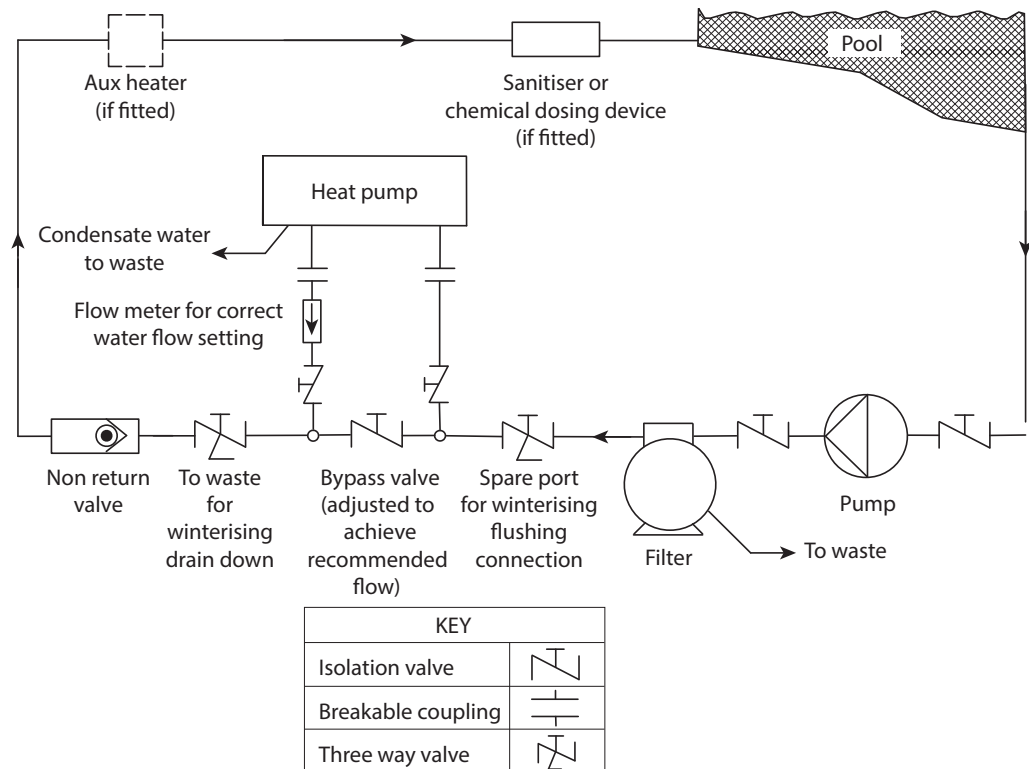 Pool
Aux heater
(if fitted)
Sanitiser or
chemical dosing device
(if fitted)
Heat pump
Condensate water
to waste
Flow meter for correct
water flow setting
Non return
valve
To waste
for
winterising
drain down
Bypass valve
(adjusted to
achieve
recommended
flow)
Spare port
for winterising
flushing
connection
Filter
To waste
Pump
KEY
Isolation valve
Breakable coupling
Three way valve